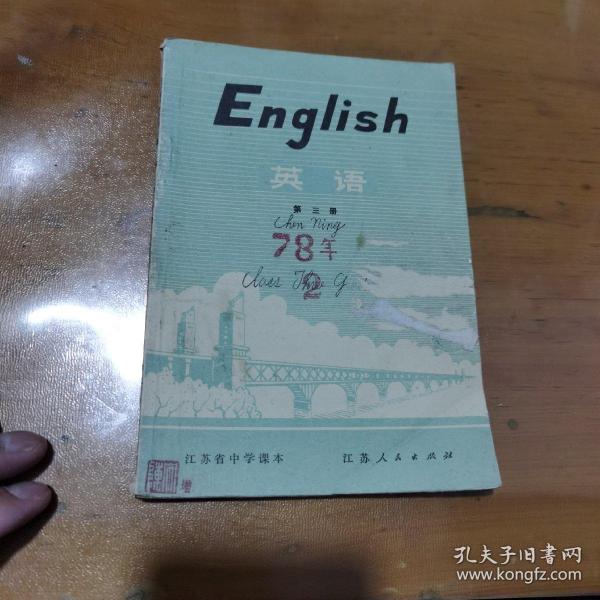 English
英语
第三册
Chen Ning
78年
Class
2
江苏省中学课本 江苏人民出版社
增
孔夫子旧书网
www.kongfz.com